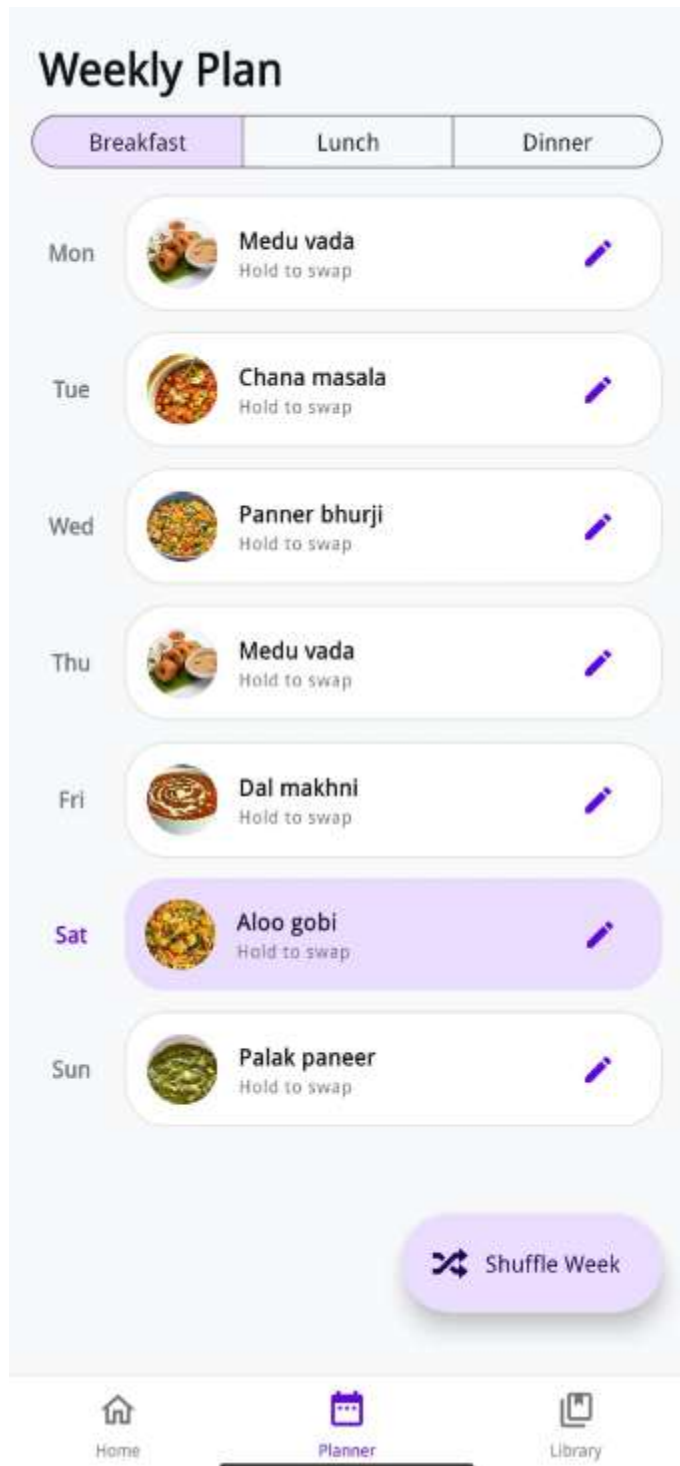 Weekly Plan
Breakfast Lunch Dinner
Mon
Medu vada
Hold to swap
Tue
Chana masala
Hold to swap
Wed
Panner bhurji
Hold to swap
Thu
Medu vada
Hold to swap
Fri
Dal makhni
Hold to swap
Sat
Aloo gobi
Hold to swap
Sun
Palak paneer
Hold to swap
Shuffle Week
Home Planner Library